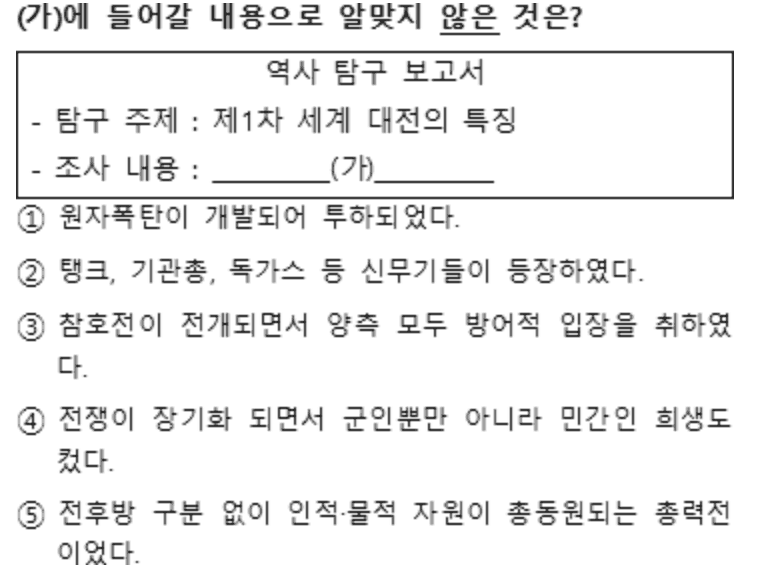 (가)에 들어갈 내용으로 알맞지 않은 것은?
역사 탐구 보고서
- 탐구 주제 : 제1차 세계 대전의 특징
- 조사 내용 : ________(가)________
① 원자폭탄이 개발되어 투하되었다.
② 탱크, 기관총, 독가스 등 신무기들이 등장하였다.
③ 참호전이 전개되면서 양측 모두 방어적 입장을 취하였
다.
④ 전쟁이 장기화 되면서 군인뿐만 아니라 민간인 희생도
컸다.
⑤ 전후방 구분 없이 인적·물적 자원이 총동원되는 총력전
이었다.